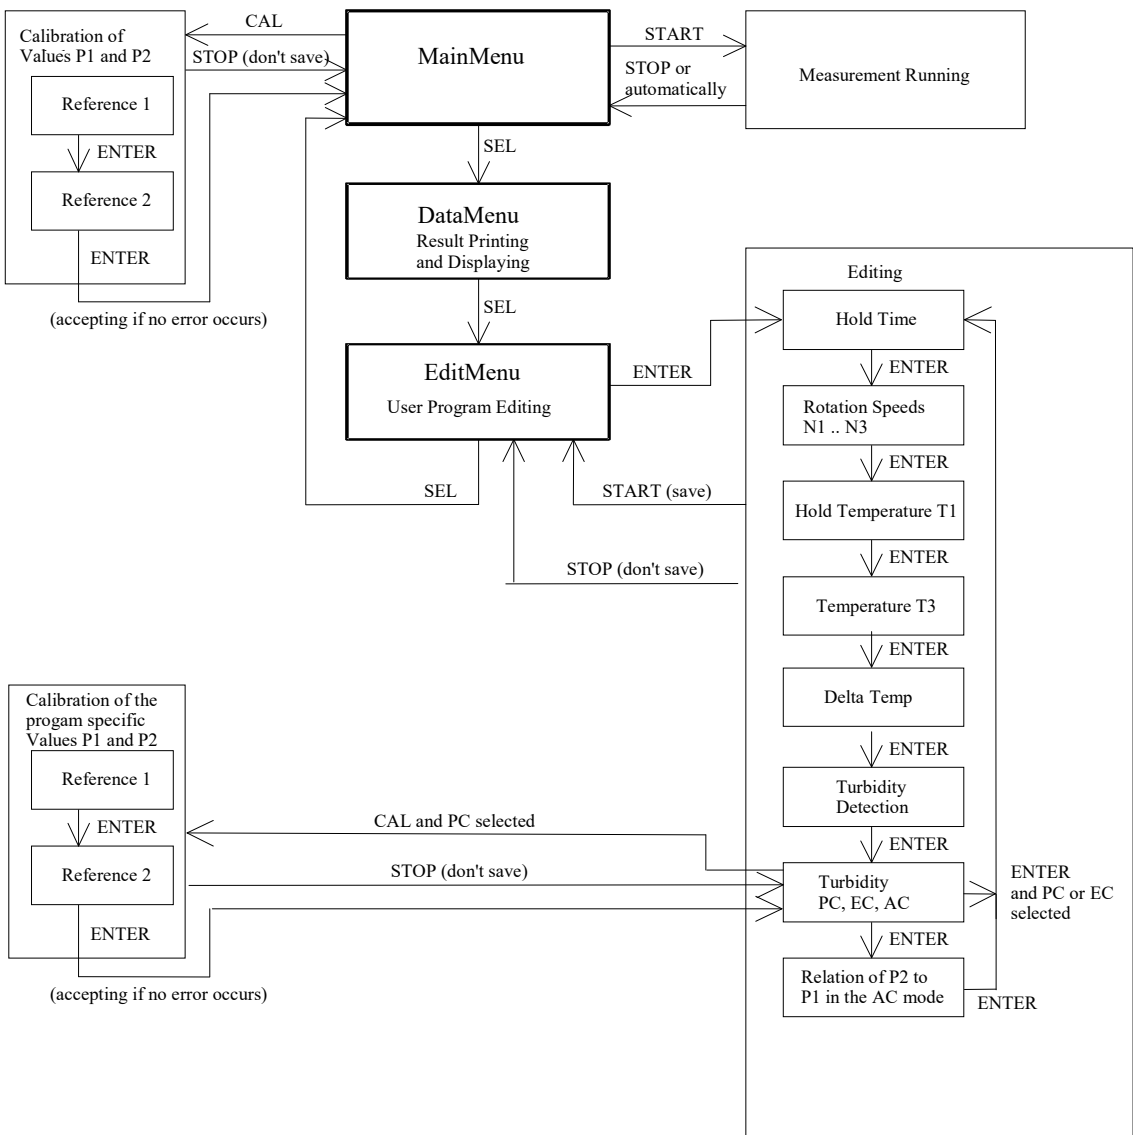 CAL
Calibration of
Values P1 and P2
STOP (don't save)
MainMenu
START
STOP or
automatically
Measurement Running
Reference 1
ENTER
Reference 2
ENTER
(accepting if no error occurs)
SEL
DataMenu
Result Printing
and Displaying
SEL
EditMenu
User Program Editing
ENTER
SEL
START (save)
STOP (don't save)
Editing
Hold Time
ENTER
Rotation Speeds
N1 .. N3
ENTER
Hold Temperature T1
ENTER
Temperature T3
ENTER
Delta Temp
ENTER
Turbidity
Detection
ENTER
Turbidity
PC, EC, AC
ENTER
and PC or EC
selected
ENTER
Relation of P2 to
P1 in the AC mode
ENTER
Calibration of the
progam specific
Values P1 and P2
Reference 1
ENTER
Reference 2
ENTER
(accepting if no error occurs)
CAL and PC selected
STOP (don't save)